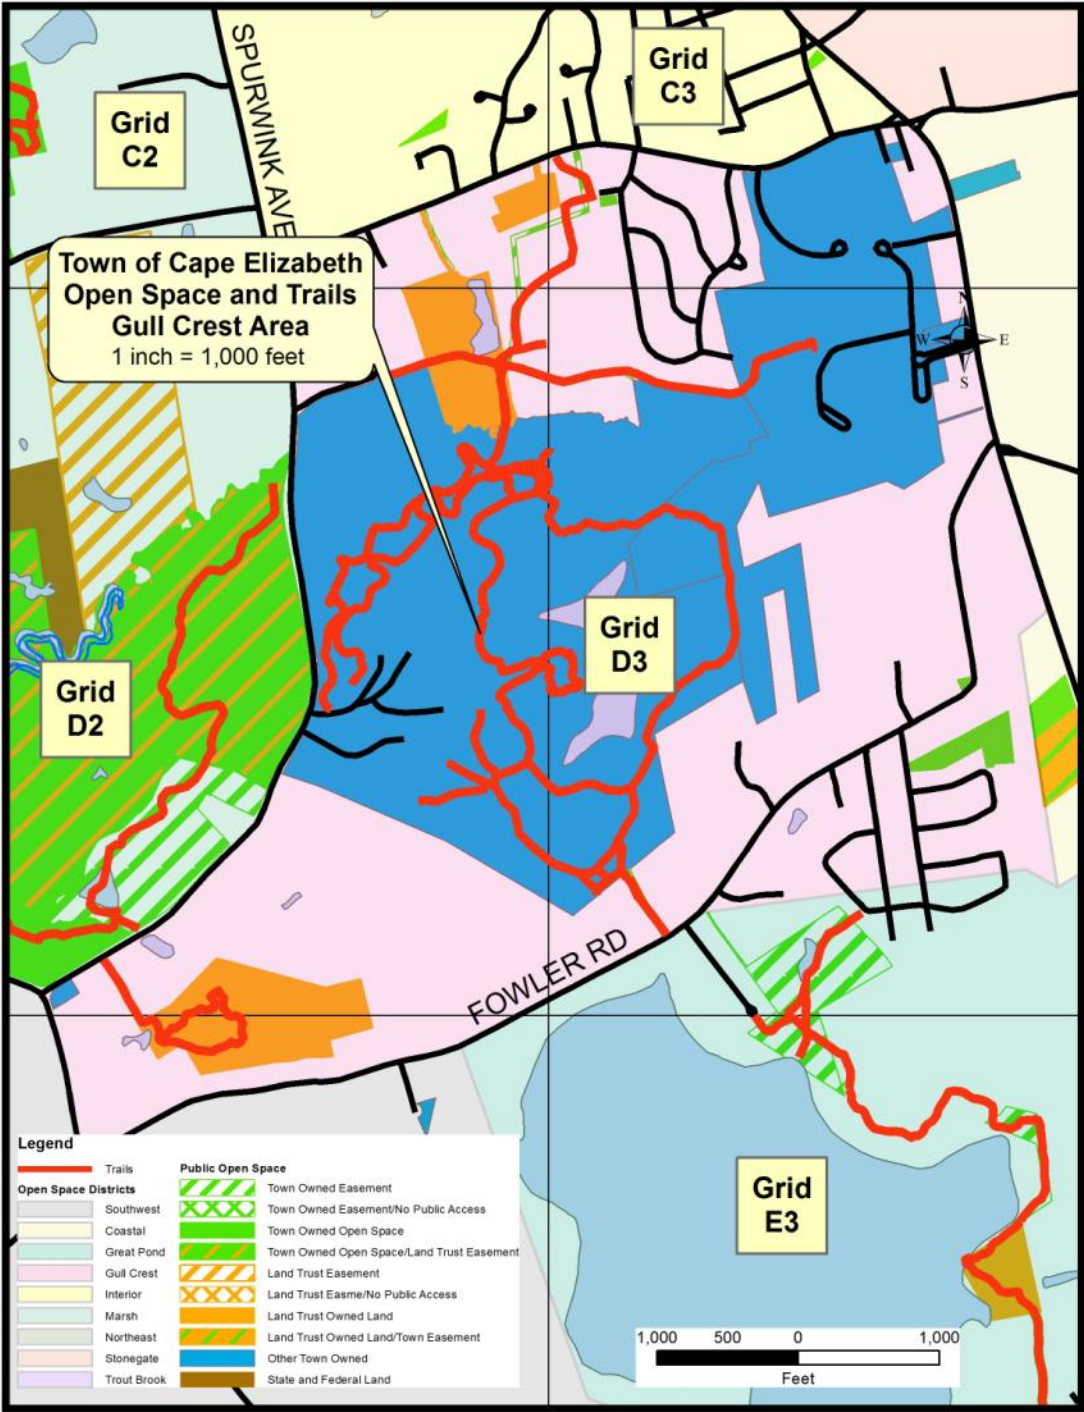 SPURWINK AVE
Grid
C3
Grid
C2
Town of Cape Elizabeth
Open Space and Trails
Gull Crest Area
1 inch = 1,000 feet
N
W
E
S
Grid
D3
Grid
D2
FOWLER RD
Grid
E3
Legend
Trails
Open Space Districts
Southwest
Coastal
Great Pond
Gull Crest
Interior
Marsh
Northeast
Stonegate
Trout Brook
Public Open Space
Town Owned Easement
Town Owned Easement/No Public Access
Town Owned Open Space
Town Owned Open Space/Land Trust Easement
Land Trust Easement
Land Trust Easme/No Public Access
Land Trust Owned Land
Land Trust Owned Land/Town Easement
Other Town Owned
State and Federal Land
1,000 500 0 1,000
Feet